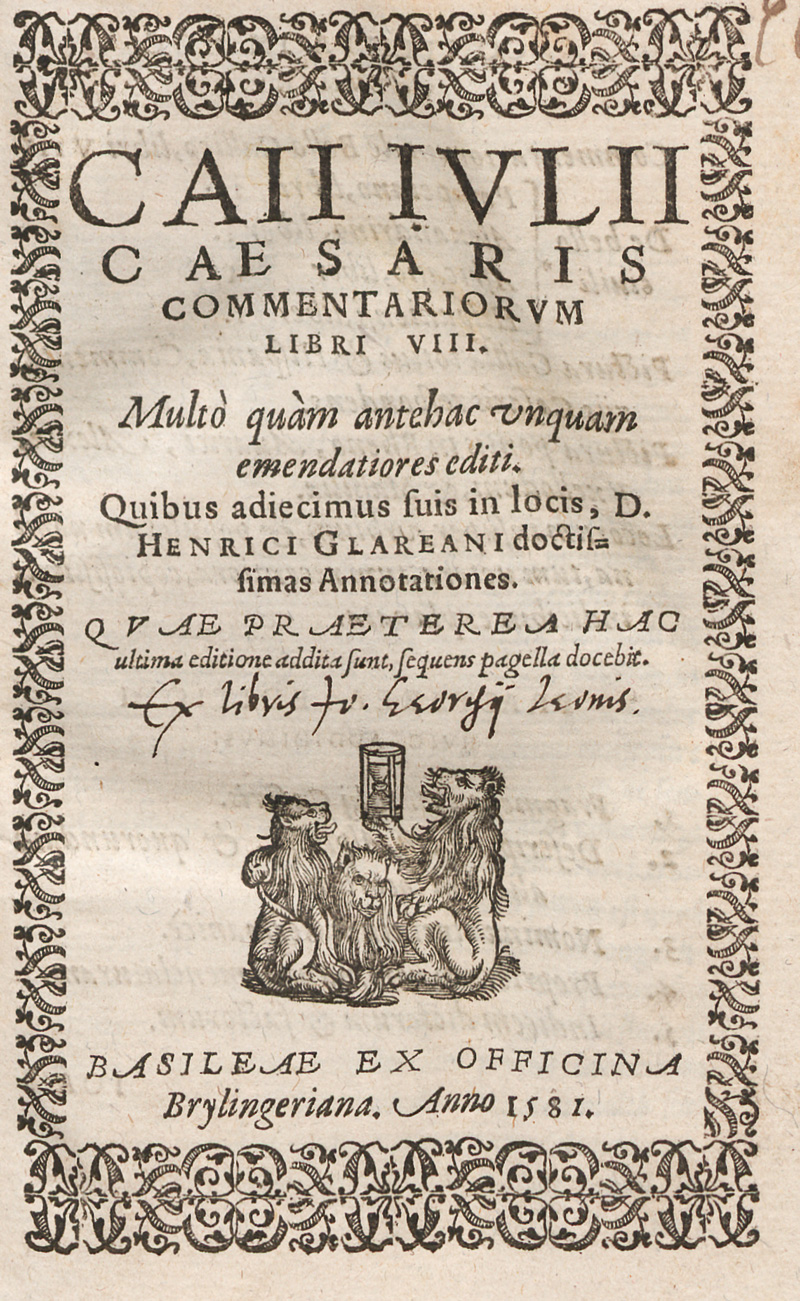 CAII IVLII
CAESARIS
COMMENTARIORVM
LIBRI VIII.
Multò quàm antehac vnquam
emendatiores editi.
Quibus adiecimus ſuis in locis, D.
HENRICI GLAREANI doctiſ=
ſimas Annotationes.
QVAE PRAETEREA HAC
ultima editione addita ſunt, ſequens pagella docebit.
Ex libris Jo. Georgij Leonis.
BASILEAE EX OFFICINA
Brylingeriana. Anno 1581.